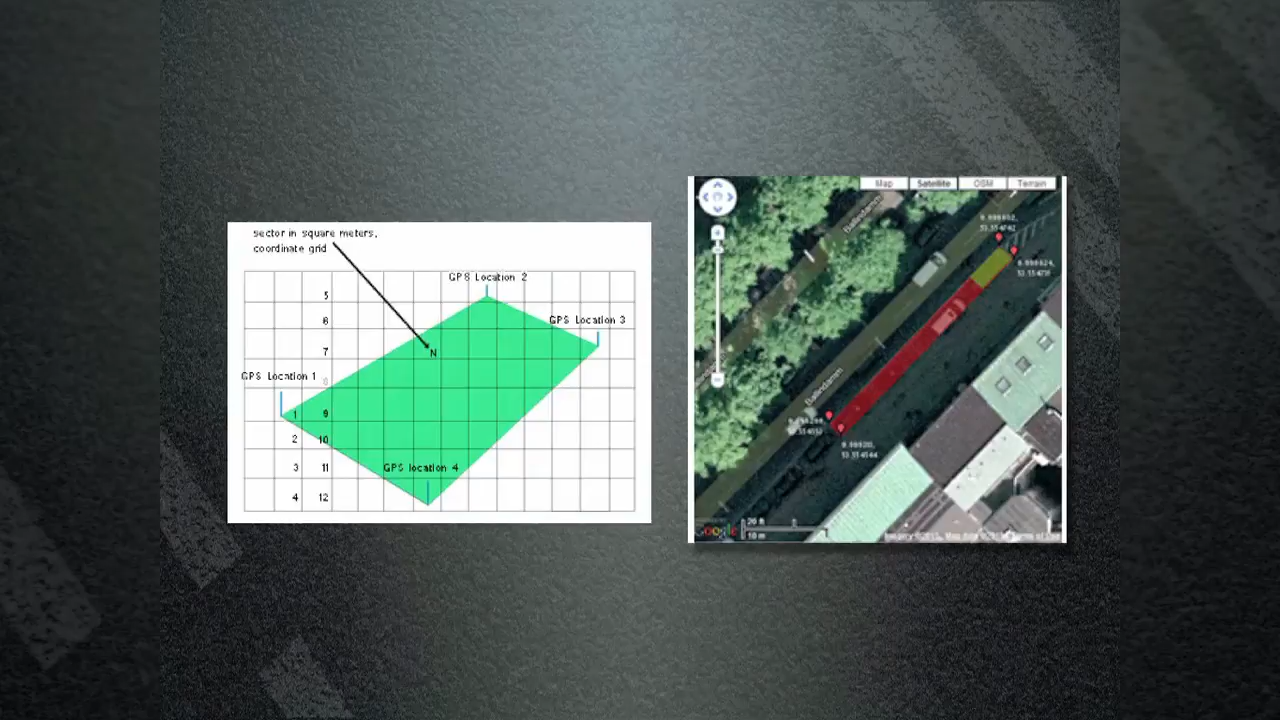 sector in square meters,
coordinate grid
GPS Location 2
5
GPS Location 3
6
7
N
GPS Location 1
8
1 9
2 10
GPS location 4
3 11
4 12
Map Satellite OSM Terrain
Ballindamm
Ballindamm
Google
20 ft
10 m